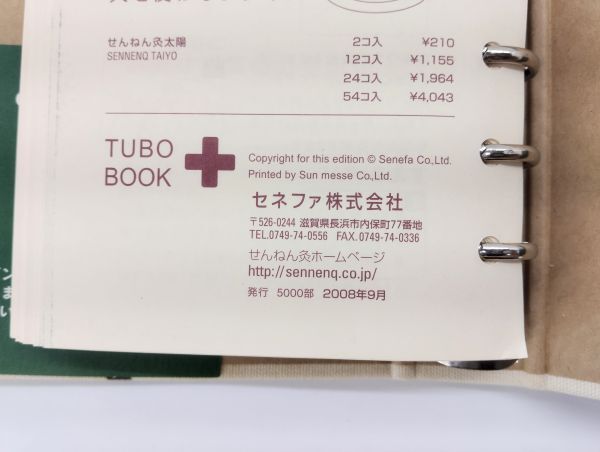 せんねん灸太陽 2コ入 ¥210
SENNENQ TAIYO 12コ入 ¥1,155
24コ入 ¥1,964
54コ入 ¥4,043
TUBO
BOOK
Copyright for this edition © Senefa Co.,Ltd.
Printed by Sun messe Co.,Ltd.
セネファ株式会社
〒526-0244 滋賀県長浜市内保町77番地
TEL.0749-74-0556 FAX.0749-74-0336
せんねん灸ホームページ
http://sennenq.co.jp/
発行 5000部 2008年9月